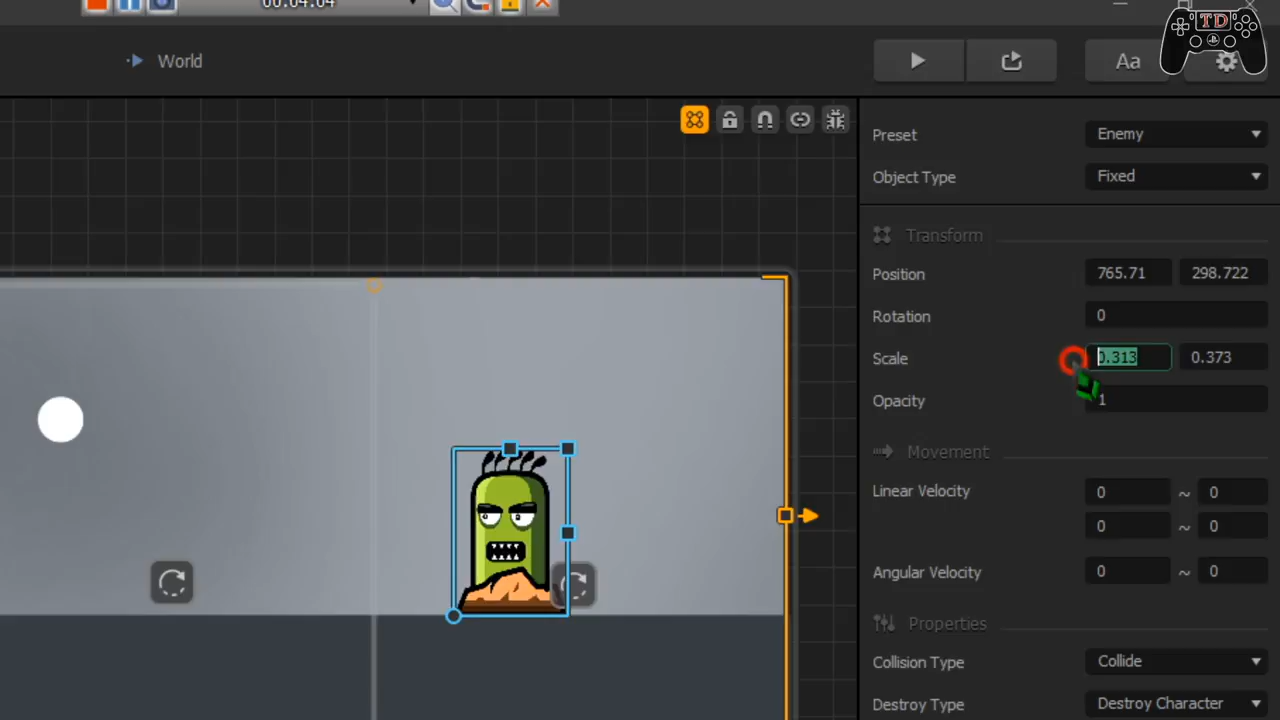 00:04:04
TD
World
Aa
Preset
Enemy
Object Type
Fixed
Transform
Position
765.71
298.722
Rotation
0
Scale
0.313
0.373
Opacity
1
Movement
Linear Velocity
0 ~ 0
0 ~ 0
Angular Velocity
0 ~ 0
Properties
Collision Type
Collide
Destroy Type
Destroy Character